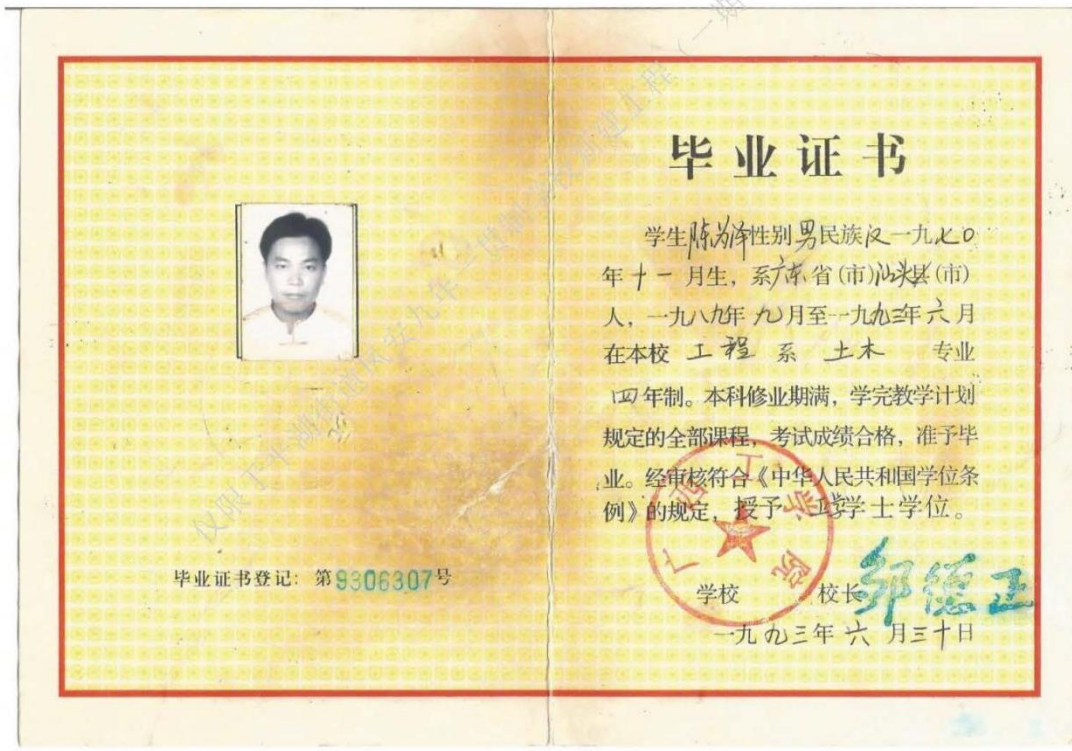 毕业证书登记：第9306307号
毕业证书
学生陈为泽性别男民族汉一九七〇
年十一月生，系广东省(市)汕头县(市)
人，一九八九年九月至一九九三年六月
在本校 工程 系 土木 专业
四年制。本科修业期满，学完教学计划
规定的全部课程，考试成绩合格，准予毕
业。经审核符合《中华人民共和国学位条
例》的规定，授予工学学士学位。
广西工学院
学校 校长 邹德正
一九九三年六月三十日